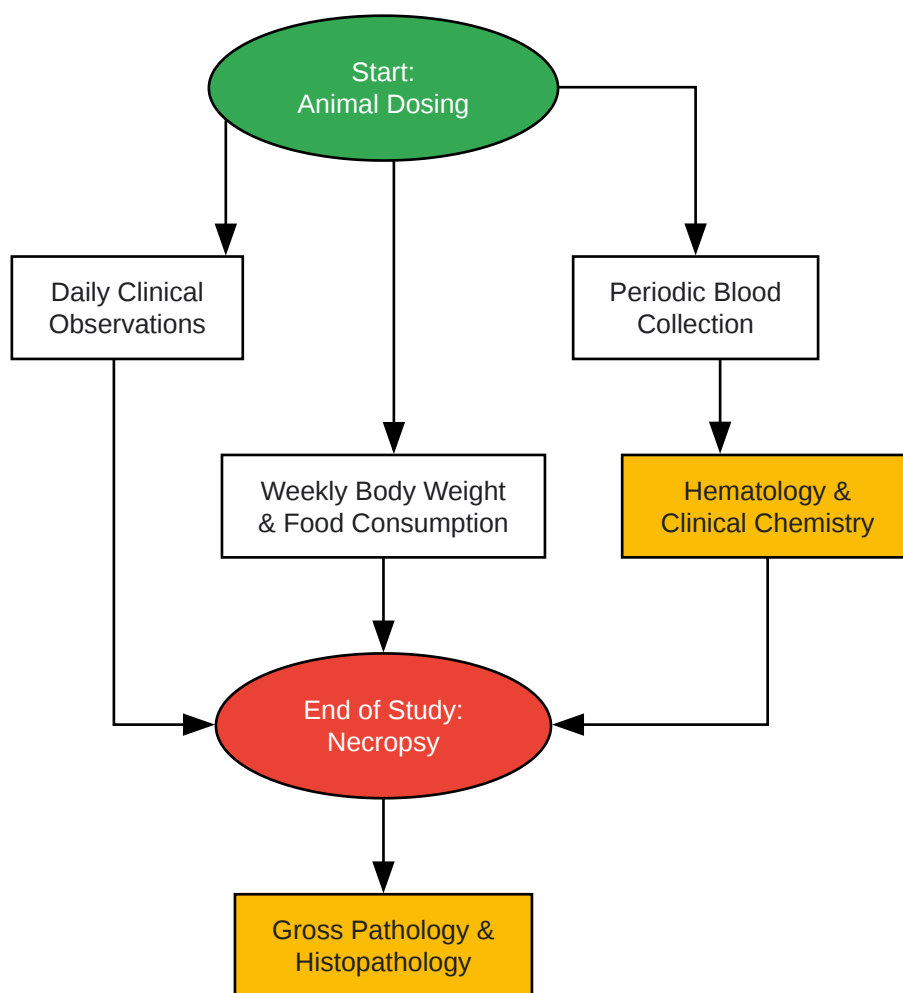 Start:
Animal Dosing
Daily Clinical
Observations
Periodic Blood
Collection
Weekly Body Weight
& Food Consumption
Hematology &
Clinical Chemistry
End of Study:
Necropsy
Gross Pathology &
Histopathology